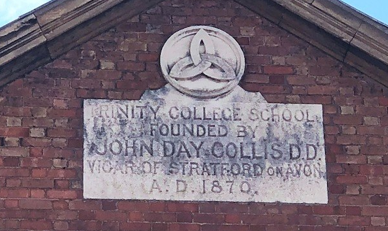 TRINITY COLLEGE SCHOOL
FOUNDED BY
JOHN DAY COLLIS. D.D.
VICAR OF STRATFORD ON AVON
A.D. 1870.